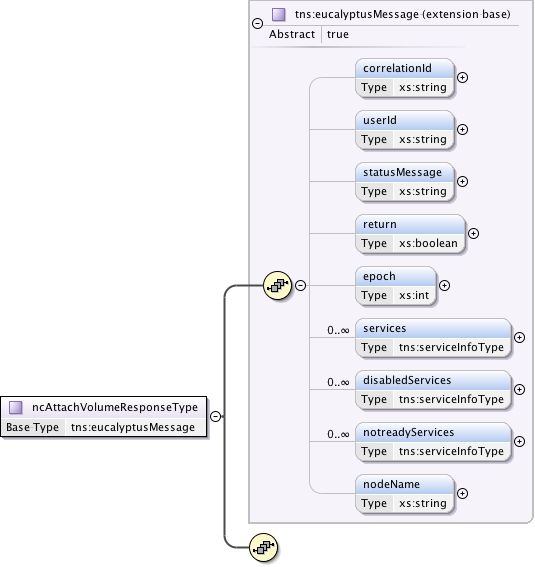 tns:eucalyptusMessage (extension base)
Abstract true
correlationId
Type xs:string
userId
Type xs:string
statusMessage
Type xs:string
return
Type xs:boolean
epoch
Type xs:int
0..∞ services
Type tns:serviceInfoType
0..∞ disabledServices
Type tns:serviceInfoType
ncAttachVolumeResponseType
Base Type tns:eucalyptusMessage
0..∞ notreadyServices
Type tns:serviceInfoType
nodeName
Type xs:string